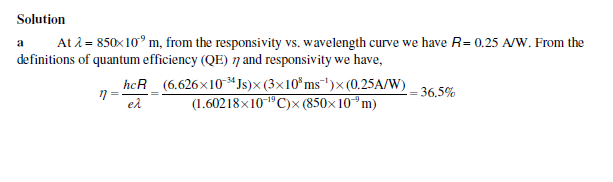 Solution
a At λ = 850×10⁻⁹ m, from the responsivity vs. wavelength curve we have R = 0.25 A/W. From the
definitions of quantum efficiency (QE) η and responsivity we have,
η = hcR / eλ = (6.626×10⁻³⁴ Js)×(3×10⁸ ms⁻¹)×(0.25A/W) / (1.60218×10⁻¹⁹ C)×(850×10⁻⁹ m) = 36.5%